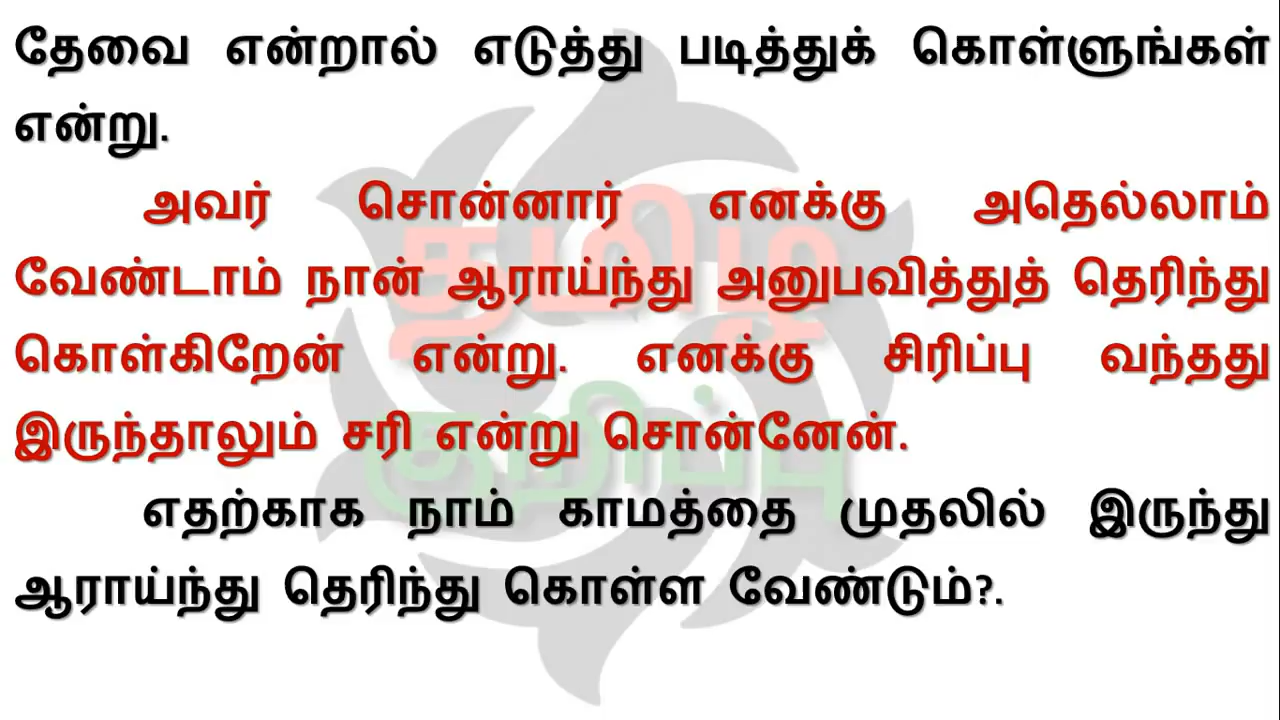 தேவை என்றால் எடுத்து படித்துக் கொள்ளுங்கள்
என்று.
அவர் சொன்னார் எனக்கு அதெல்லாம்
வேண்டாம் நான் ஆராய்ந்து அனுபவித்துத் தெரிந்து
கொள்கிறேன் என்று. எனக்கு சிரிப்பு வந்தது
இருந்தாலும் சரி என்று சொன்னேன்.
எதற்காக நாம் காமத்தை முதலில் இருந்து
ஆராய்ந்து தெரிந்து கொள்ள வேண்டும்?.
தமிழ்
குறிப்பு